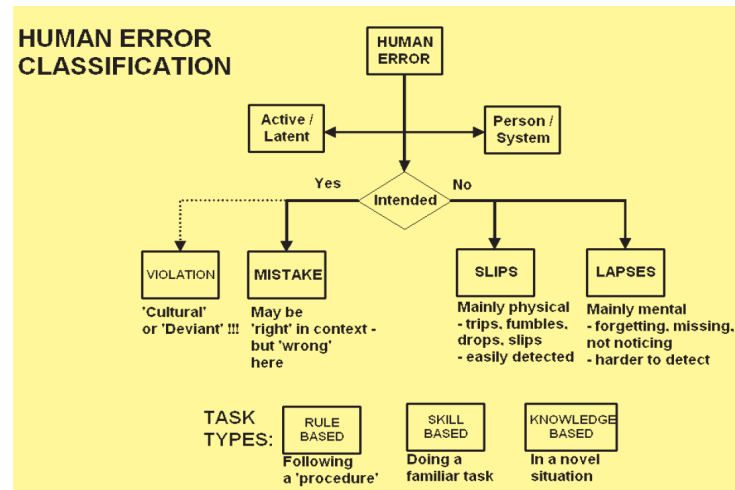 HUMAN ERROR
CLASSIFICATION
HUMAN
ERROR
Active /
Latent
Person /
System
Yes
No
Intended
VIOLATION
MISTAKE
SLIPS
LAPSES
'Cultural'
or 'Deviant' !!!
May be
'right' in context -
but 'wrong'
here
Mainly physical
- trips, fumbles,
drops, slips
- easily detected
Mainly mental
- forgetting, missing,
not noticing
- harder to detect
TASK
TYPES:
RULE
BASED
SKILL
BASED
KNOWLEDGE
BASED
Following
a 'procedure'
Doing a
familiar task
In a novel
situation